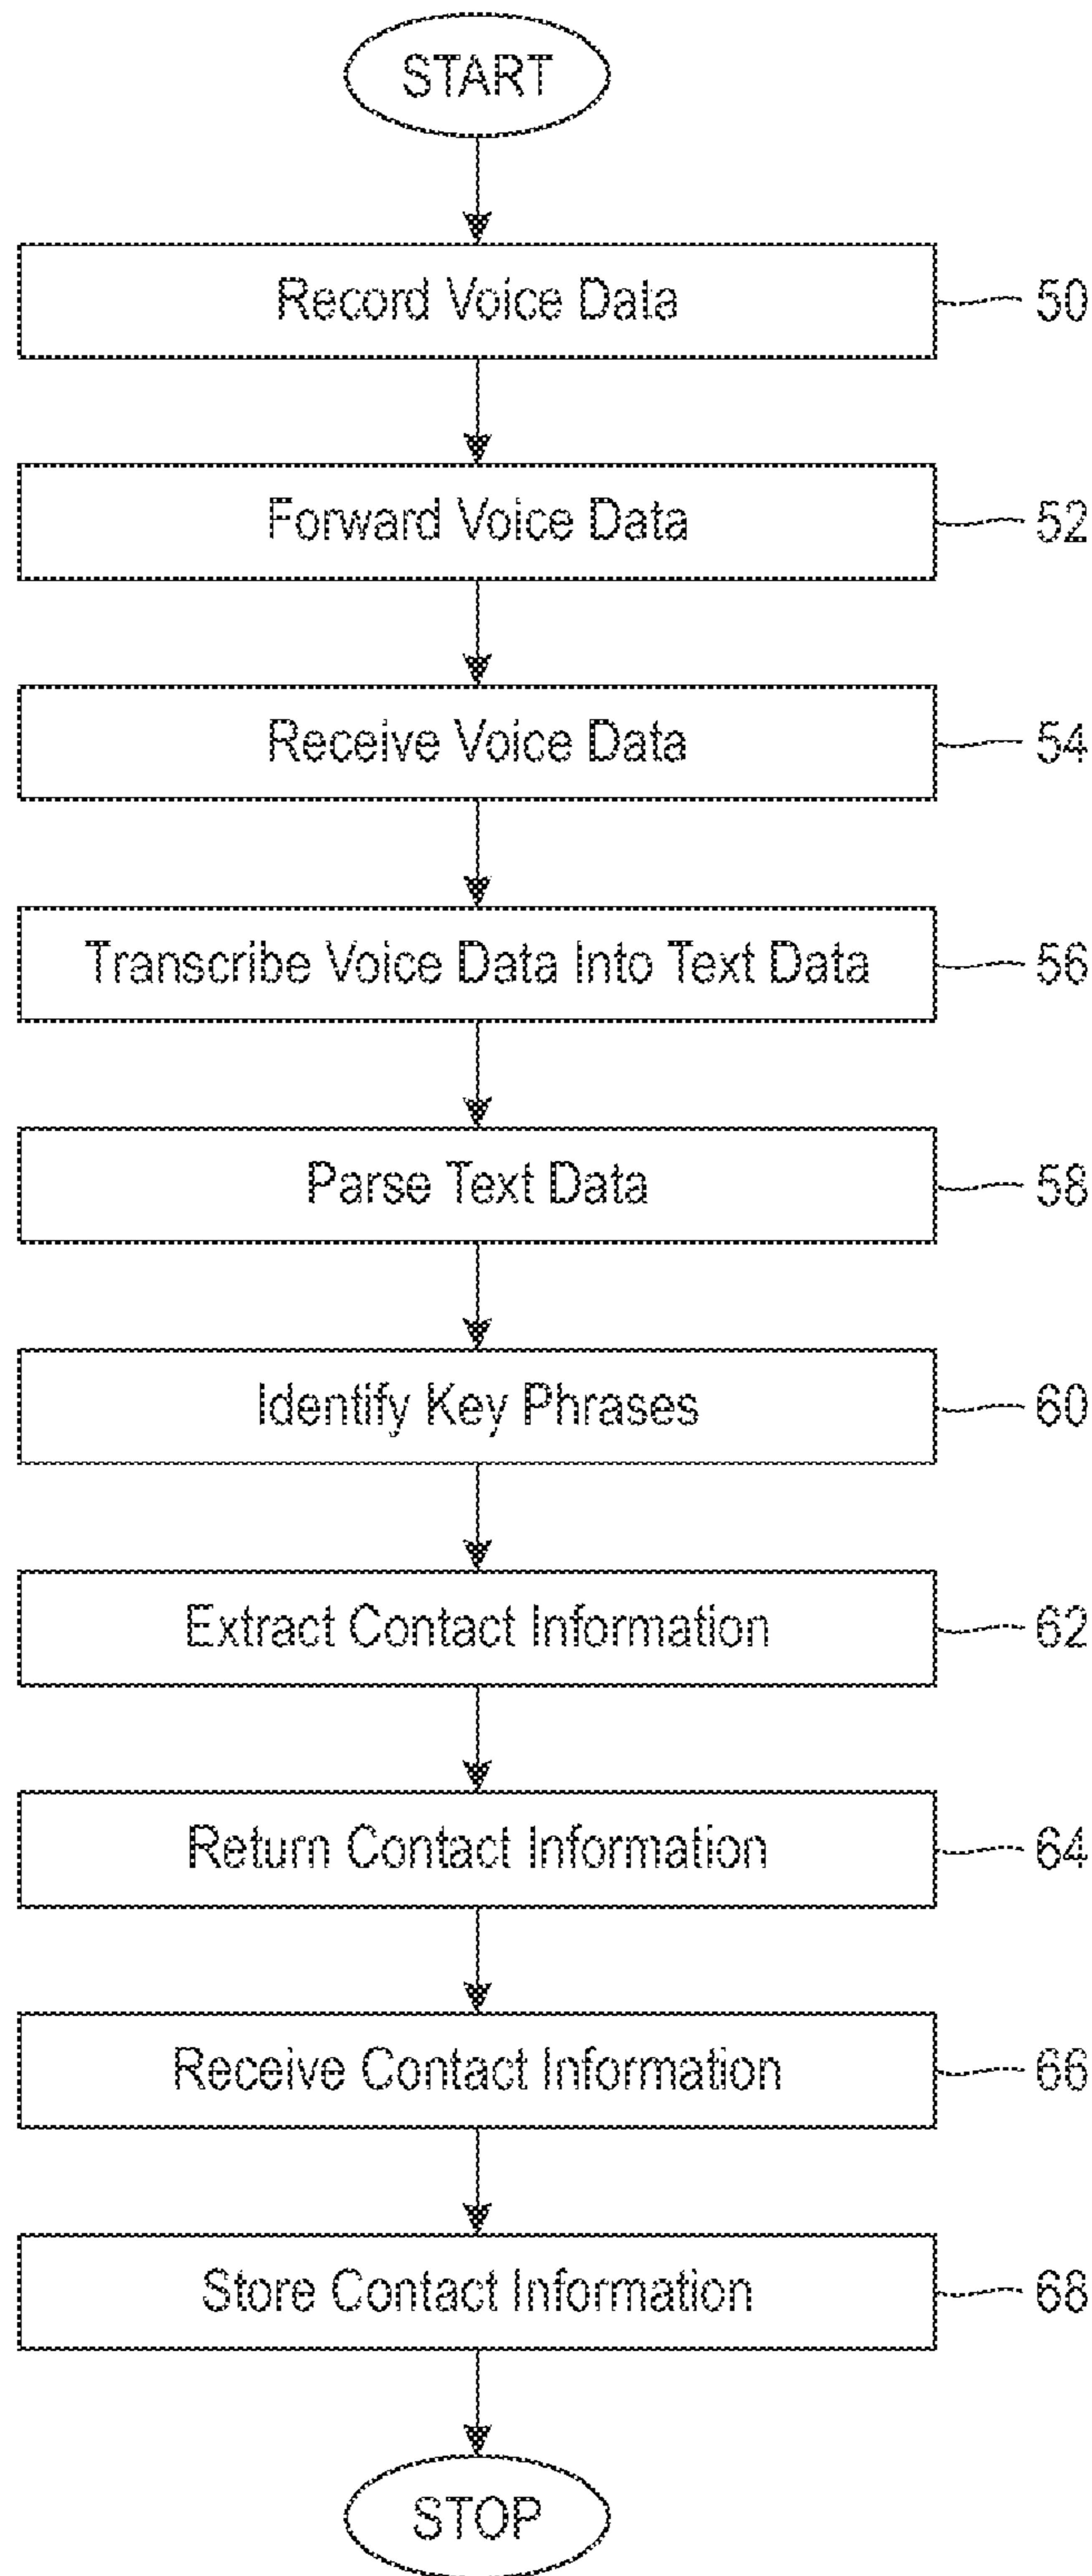 START
Record Voice Data
50
Forward Voice Data
52
Receive Voice Data
54
Transcribe Voice Data Into Text Data
56
Parse Text Data
58
Identify Key Phrases
60
Extract Contact Information
62
Return Contact Information
64
Receive Contact Information
66
Store Contact Information
68
STOP